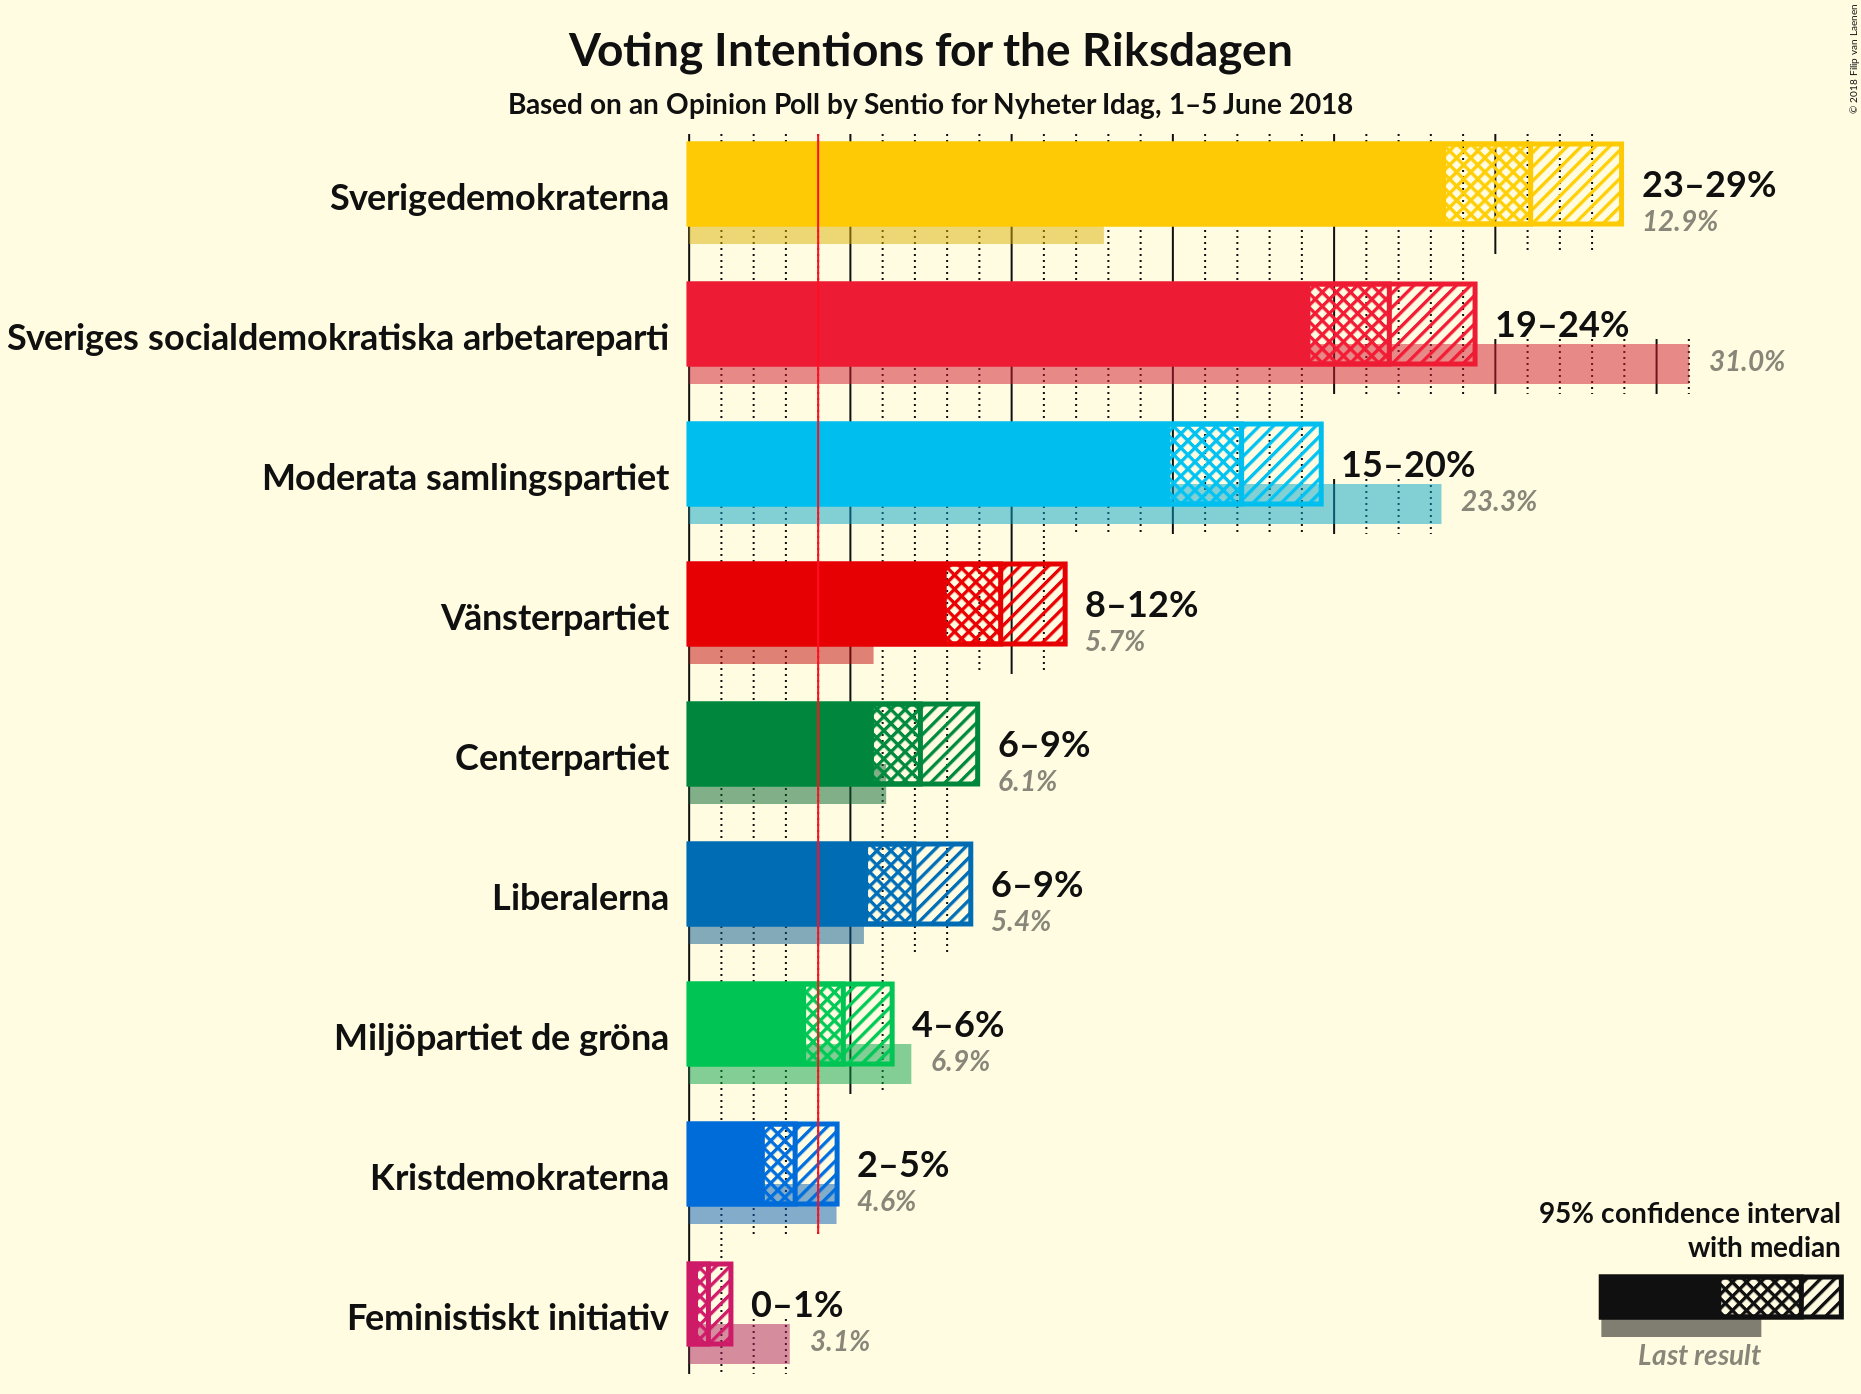 Voting Intentions for the Riksdagen
Based on an Opinion Poll by Sentio for Nyheter Idag, 1–5 June 2018
© 2018 Filip van Laenen
Sverigedemokraterna
23–29%
12.9%
Sveriges socialdemokratiska arbetareparti
19–24%
31.0%
Moderata samlingspartiet
15–20%
23.3%
Vänsterpartiet
8–12%
5.7%
Centerpartiet
6–9%
6.1%
Liberalerna
6–9%
5.4%
Miljöpartiet de gröna
4–6%
6.9%
Kristdemokraterna
2–5%
4.6%
Feministiskt initiativ
0–1%
3.1%
95% confidence interval
with median
Last result